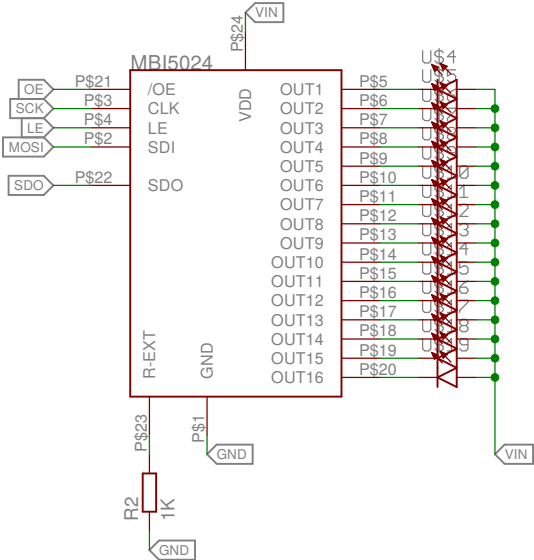 VIN
P$24
MBI5024
U$4
OE P$21 /OE VDD OUT1 P$5
SCK P$3 CLK OUT2 P$6
LE P$4 LE OUT3 P$7
MOSI P$2 SDI OUT4 P$8
OUT5 P$9
SDO P$22 SDO OUT6 P$10
OUT7 P$11
OUT8 P$12
OUT9 P$13
OUT10 P$14
OUT11 P$15
OUT12 P$16
OUT13 P$17
OUT14 P$18
OUT15 P$19
R-EXT GND OUT16 P$20
P$23
P$1
GND
VIN
R2
1K
GND